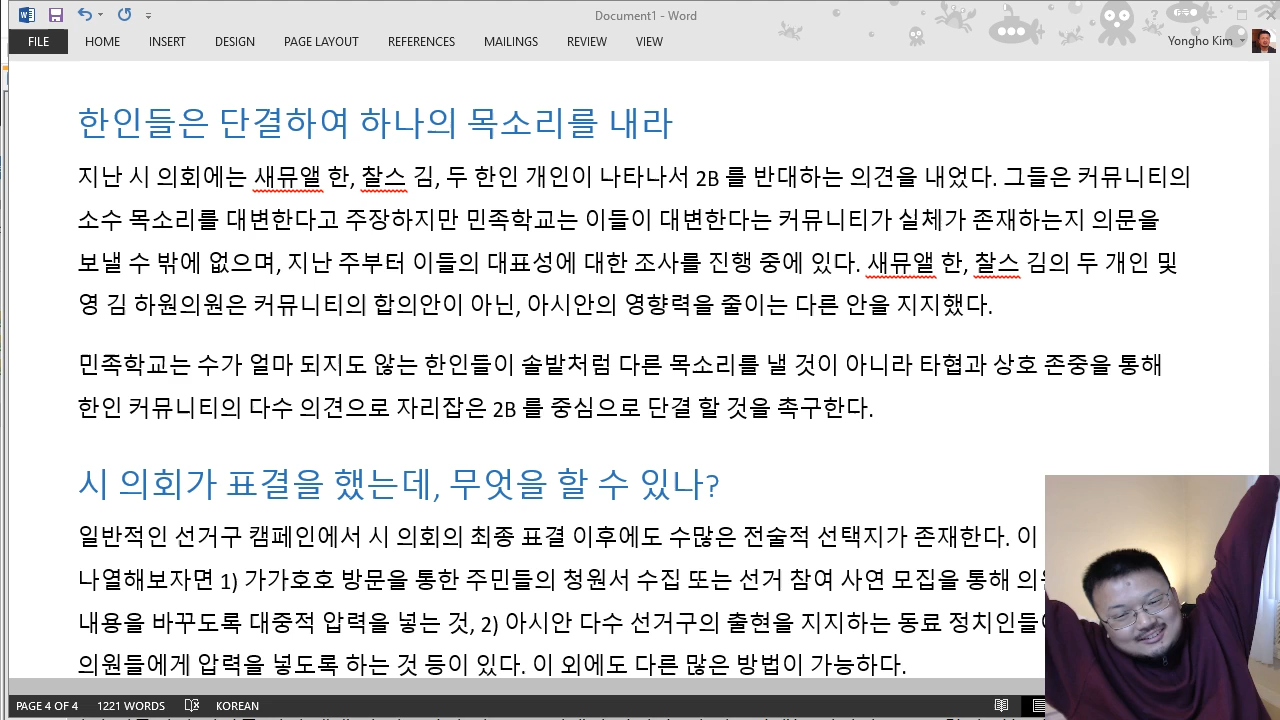 Document1 - Word
FILE HOME INSERT DESIGN PAGE LAYOUT REFERENCES MAILINGS REVIEW VIEW
Yongho Kim
한인들은 단결하여 하나의 목소리를 내라
지난 시 의회에는 새뮤앨 한, 찰스 김, 두 한인 개인이 나타나서 2B 를 반대하는 의견을 내었다. 그들은 커뮤니티의
소수 목소리를 대변한다고 주장하지만 민족학교는 이들이 대변한다는 커뮤니티가 실체가 존재하는지 의문을
보낼 수 밖에 없으며, 지난 주부터 이들의 대표성에 대한 조사를 진행 중에 있다. 새뮤앨 한, 찰스 김의 두 개인 및
영 김 하원의원은 커뮤니티의 합의안이 아닌, 아시안의 영향력을 줄이는 다른 안을 지지했다.
민족학교는 수가 얼마 되지도 않는 한인들이 솔밭처럼 다른 목소리를 낼 것이 아니라 타협과 상호 존중을 통해
한인 커뮤니티의 다수 의견으로 자리잡은 2B 를 중심으로 단결 할 것을 촉구한다.
시 의회가 표결을 했는데, 무엇을 할 수 있나?
일반적인 선거구 캠페인에서 시 의회의 최종 표결 이후에도 수많은 전술적 선택지가 존재한다. 이
나열해보자면 1) 가가호호 방문을 통한 주민들의 청원서 수집 또는 선거 참여 사연 모집을 통해
내용을 바꾸도록 대중적 압력을 넣는 것, 2) 아시안 다수 선거구의 출현을 지지하는 동료
의원들에게 압력을 넣도록 하는 것 등이 있다. 이 외에도 다른 많은 방법이 가능하다.
PAGE 4 OF 4 1221 WORDS KOREAN